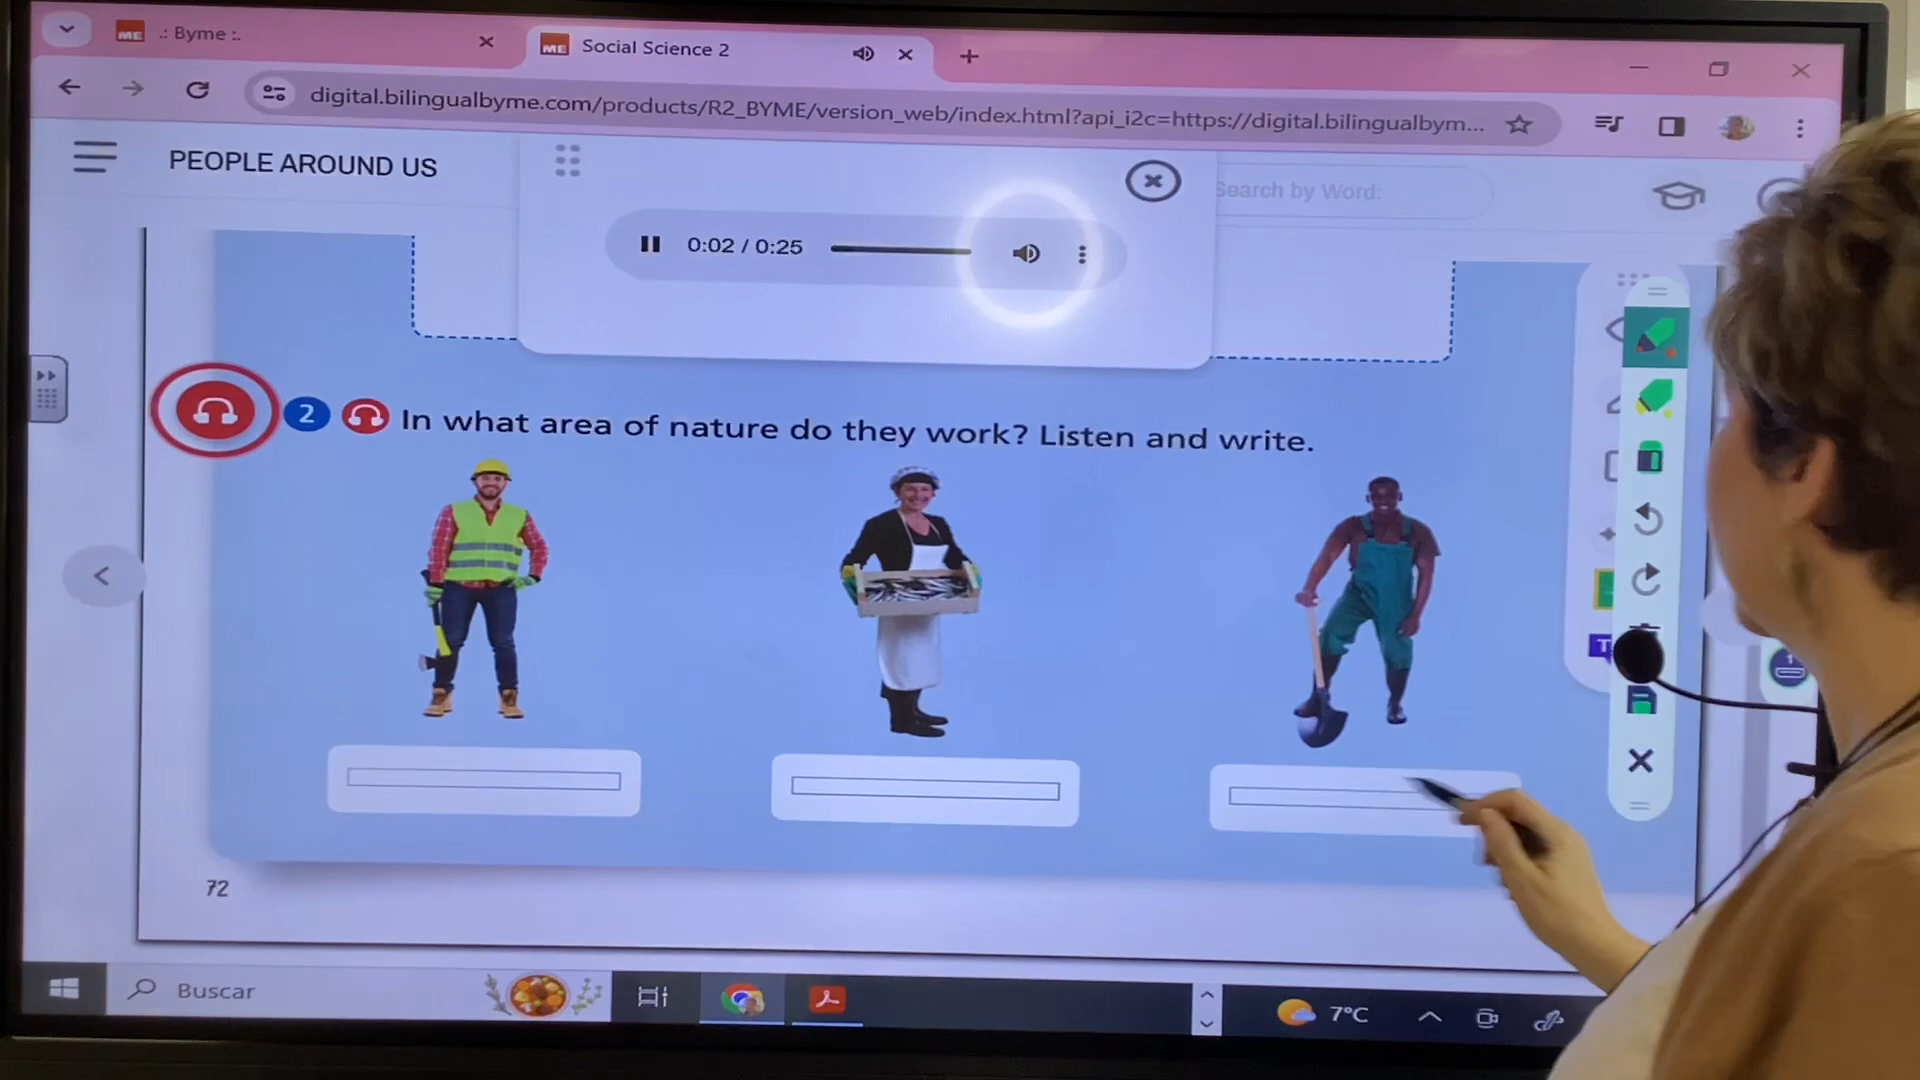 ME .: Byme :.
ME Social Science 2
digital.bilingualbyme.com/products/R2_BYME/version_web/index.html?api_i2c=https://digital.bilingualbym...
PEOPLE AROUND US
Search by Word:
0:02 / 0:25
2 In what area of nature do they work? Listen and write.
72
Buscar
7°C